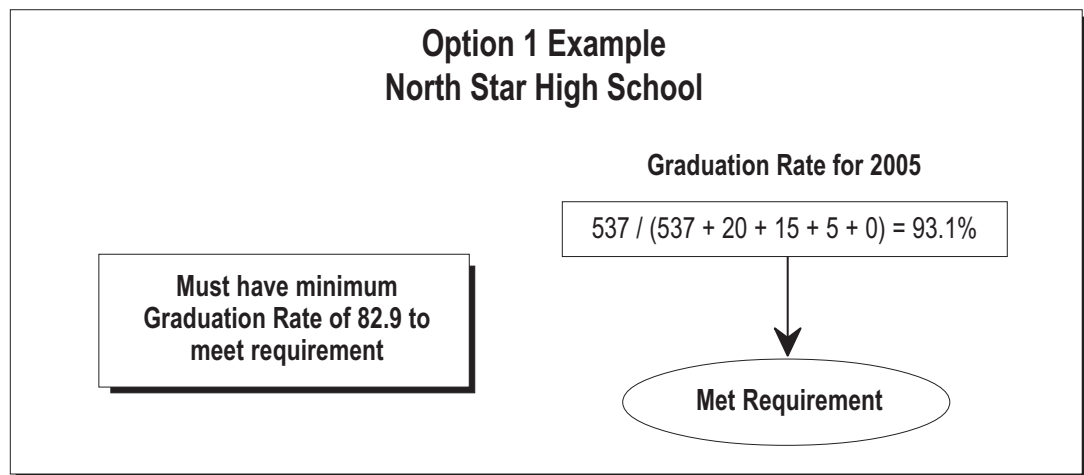 Option 1 Example
North Star High School
Graduation Rate for 2005
537 / (537 + 20 + 15 + 5 + 0) = 93.1%
Must have minimum
Graduation Rate of 82.9 to
meet requirement
Met Requirement